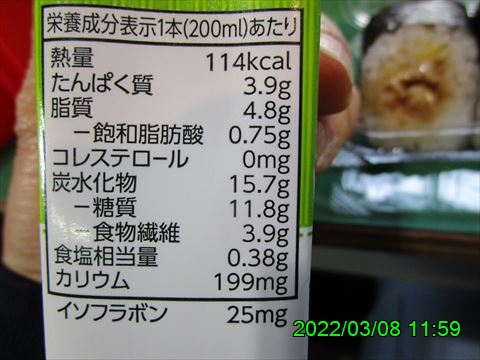 栄養成分表示1本(200ml)あたり
熱量 114kcal
たんぱく質 3.9g
脂質 4.8g
－飽和脂肪酸 0.75g
コレステロール 0mg
炭水化物 15.7g
－糖質 11.8g
－食物繊維 3.9g
食塩相当量 0.38g
カリウム 199mg
イソフラボン 25mg
2022/03/08 11:59